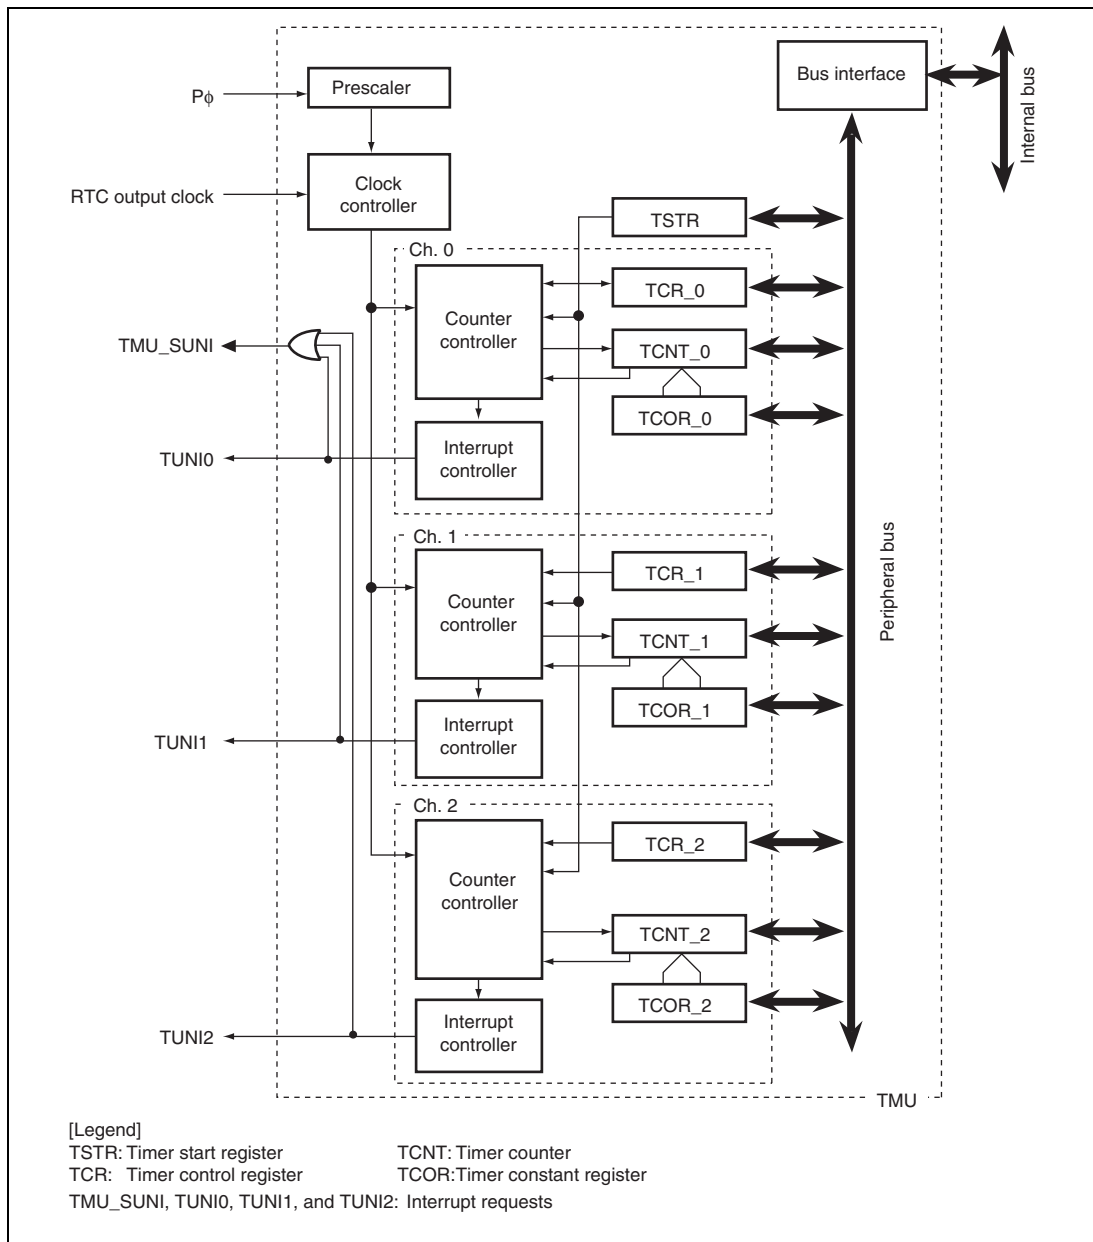 Pϕ
Prescaler
Bus interface
Internal bus
RTC output clock
Clock
controller
TSTR
Ch. 0
Counter
controller
TCR_0
TMU_SUNI
TCNT_0
TCOR_0
TUNI0
Interrupt
controller
Peripheral bus
Ch. 1
Counter
controller
TCR_1
TCNT_1
TCOR_1
TUNI1
Interrupt
controller
Ch. 2
Counter
controller
TCR_2
TCNT_2
TCOR_2
TUNI2
Interrupt
controller
TMU
[Legend]
TSTR: Timer start register
TCNT: Timer counter
TCR: Timer control register
TCOR:Timer constant register
TMU_SUNI, TUNI0, TUNI1, and TUNI2: Interrupt requests